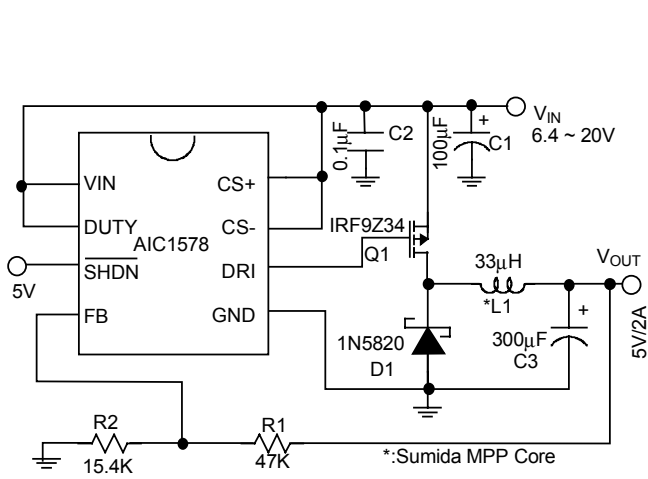 VIN
6.4 ~ 20V
0.1μF
C2
100μF
+
C1
VIN
CS+
DUTY
CS-
AIC1578
SHDN
DRI
5V
FB
GND
IRF9Z34
Q1
33μH
*L1
VOUT
5V/2A
1N5820
D1
+
300μF
C3
R2
15.4K
R1
47K
*:Sumida MPP Core